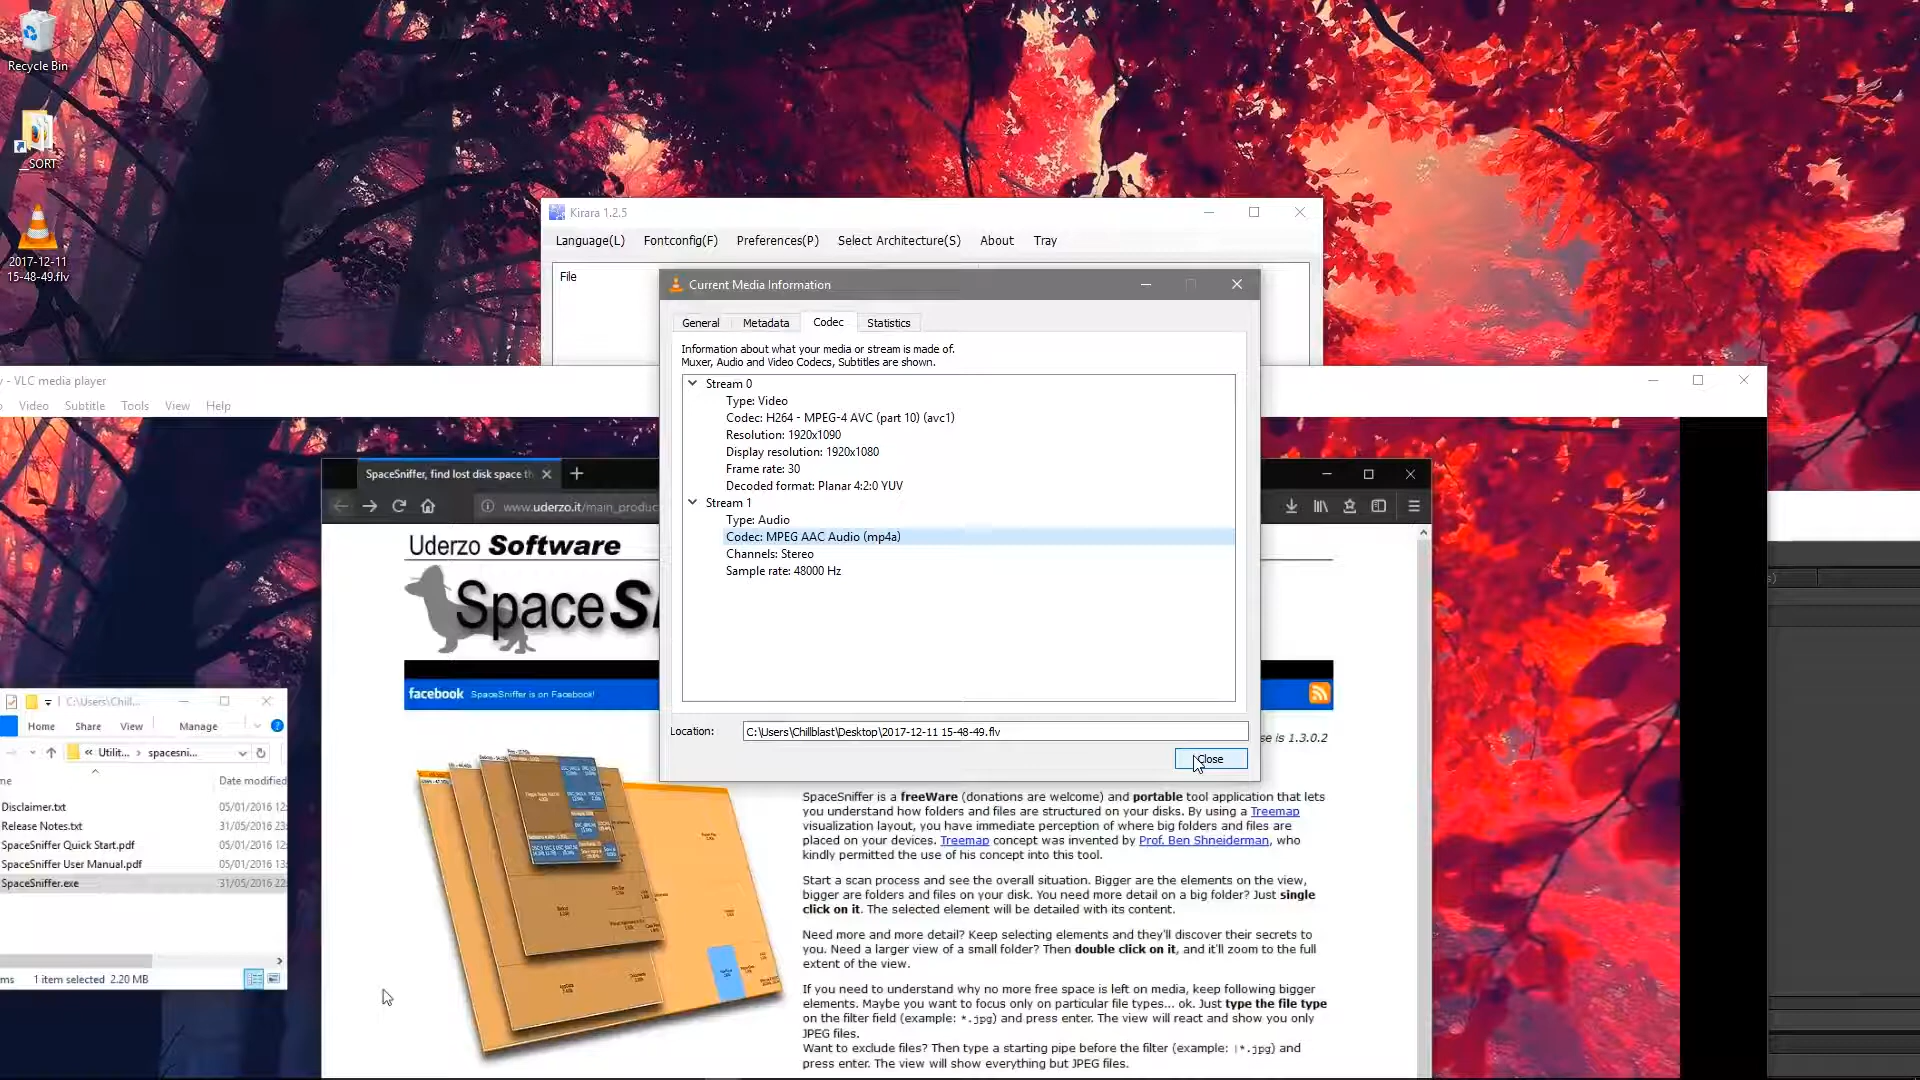 Recycle Bin
SORT
2017-12-11
15-48-49.flv
Kirara 1.2.5
Language(L) Fontconfig(F) Preferences(P) Select Architecture(S) About Tray
File
Current Media Information
General Metadata Codec Statistics
Information about what your media or stream is made of.
Muxer, Audio and Video Codecs, Subtitles are shown.
Stream 0
Type: Video
Codec: H264 - MPEG-4 AVC (part 10) (avc1)
Resolution: 1920x1090
Display resolution: 1920x1080
Frame rate: 30
Decoded format: Planar 4:2:0 YUV
Stream 1
Type: Audio
Codec: MPEG AAC Audio (mp4a)
Channels: Stereo
Sample rate: 48000 Hz
Location: C:\Users\Chillblast\Desktop\2017-12-11 15-48-49.flv
Close
- VLC media player
Video Subtitle Tools View Help
SpaceSniffer, find lost disk space th
www.uderzo.it/main_produc
Uderzo Software
SpaceS
facebook SpaceSniffer is on Facebook!
se is 1.3.0.2
SpaceSniffer is a freeWare (donations are welcome) and portable tool application that lets
you understand how folders and files are structured on your disks. By using a Treemap
visualization layout, you have immediate perception of where big folders and files are
placed on your devices. Treemap concept was invented by Prof. Ben Shneiderman, who
kindly permitted the use of his concept into this tool.
Start a scan process and see the overall situation. Bigger are the elements on the view,
bigger are folders and files on your disk. You need more detail on a big folder? Just single
click on it. The selected element will be detailed with its content.
Need more and more detail? Keep selecting elements and they'll discover their secrets to
you. Need a larger view of a small folder? Then double click on it, and it'll zoom to the full
extent of the view.
If you need to understand why no more free space is left on media, keep following bigger
elements. Maybe you want to focus only on particular file types... ok. Just type the file type
on the filter field (example: *.jpg) and press enter. The view will react and show you only
JPEG files.
Want to exclude files? Then type a starting pipe before the filter (example: |*.jpg) and
press enter. The view will show everything but JPEG files.
C:\Users\Chill...
Home Share View Manage
« Utilit... › spacesni...
me Date modified
Disclaimer.txt 05/01/2016 12:
Release Notes.txt 31/05/2016 23:
SpaceSniffer Quick Start.pdf 05/01/2016 12:
SpaceSniffer User Manual.pdf 05/01/2016 13:
SpaceSniffer.exe 31/05/2016 22:
ms 1 item selected 2.20 MB